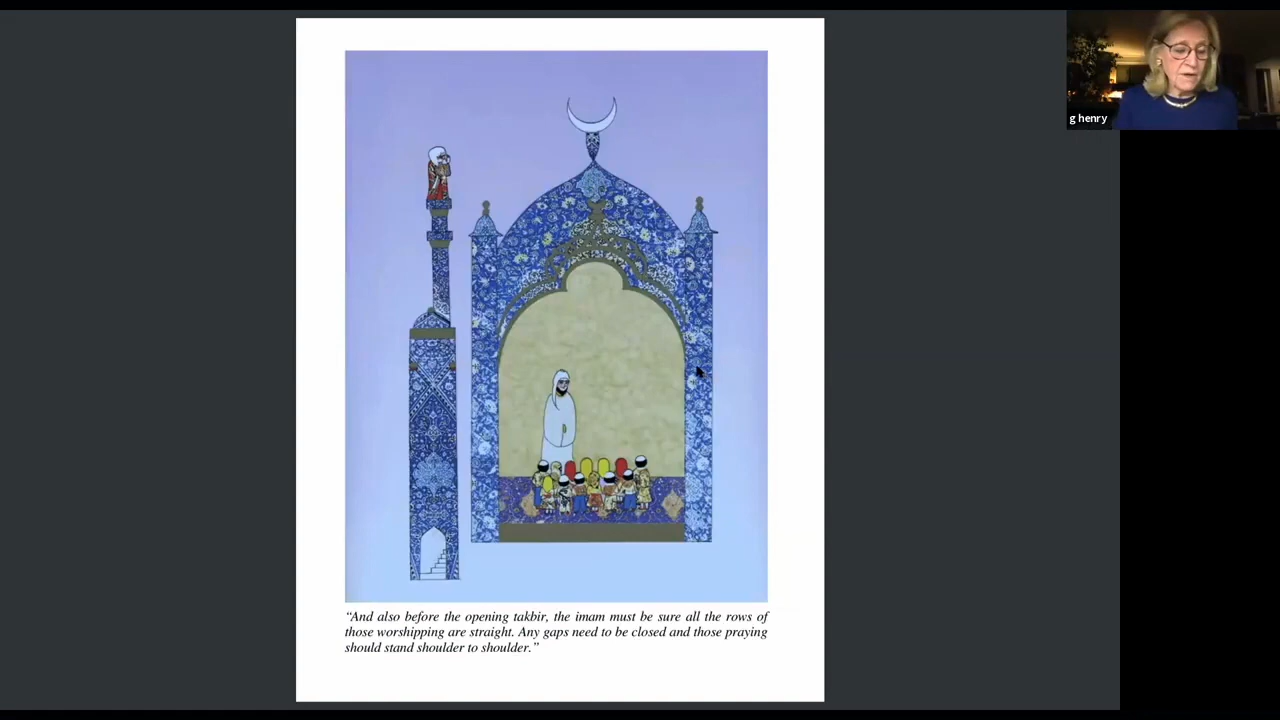 g henry
“And also before the opening takbir, the imam must be sure all the rows of
those worshipping are straight. Any gaps need to be closed and those praying
should stand shoulder to shoulder.”